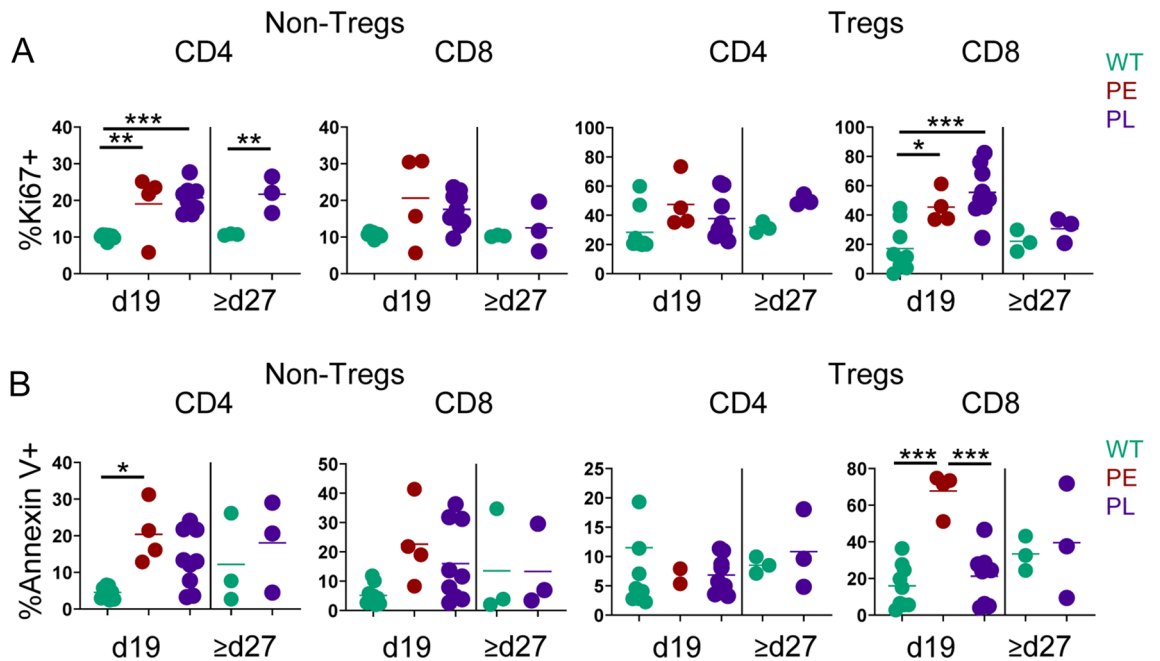 A
Non-Tregs
Tregs
CD4
CD8
CD4
CD8
WT
PE
PL
%Ki67+
40
30
20
10
0
**
***
**
d19
≥d27
40
30
20
10
0
d19
≥d27
100
80
60
40
20
0
d19
≥d27
100
80
60
40
20
0
*
***
d19
≥d27
B
Non-Tregs
Tregs
CD4
CD8
CD4
CD8
WT
PE
PL
%Annexin V+
40
30
20
10
0
*
d19
≥d27
50
40
30
20
10
0
d19
≥d27
25
20
15
10
5
0
d19
≥d27
80
60
40
20
0
***
***
d19
≥d27